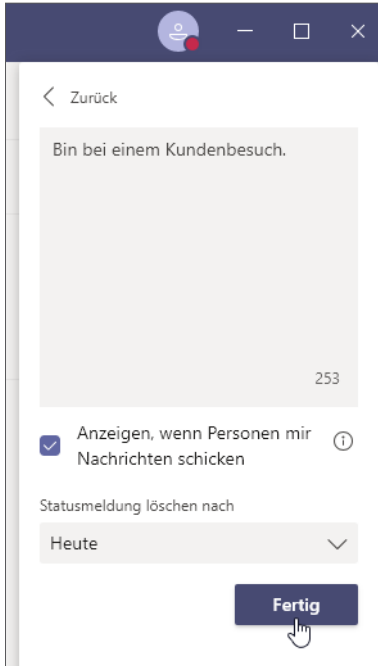 Zurück
Bin bei einem Kundenbesuch.
253
Anzeigen, wenn Personen mir
Nachrichten schicken
Statusmeldung löschen nach
Heute
Fertig